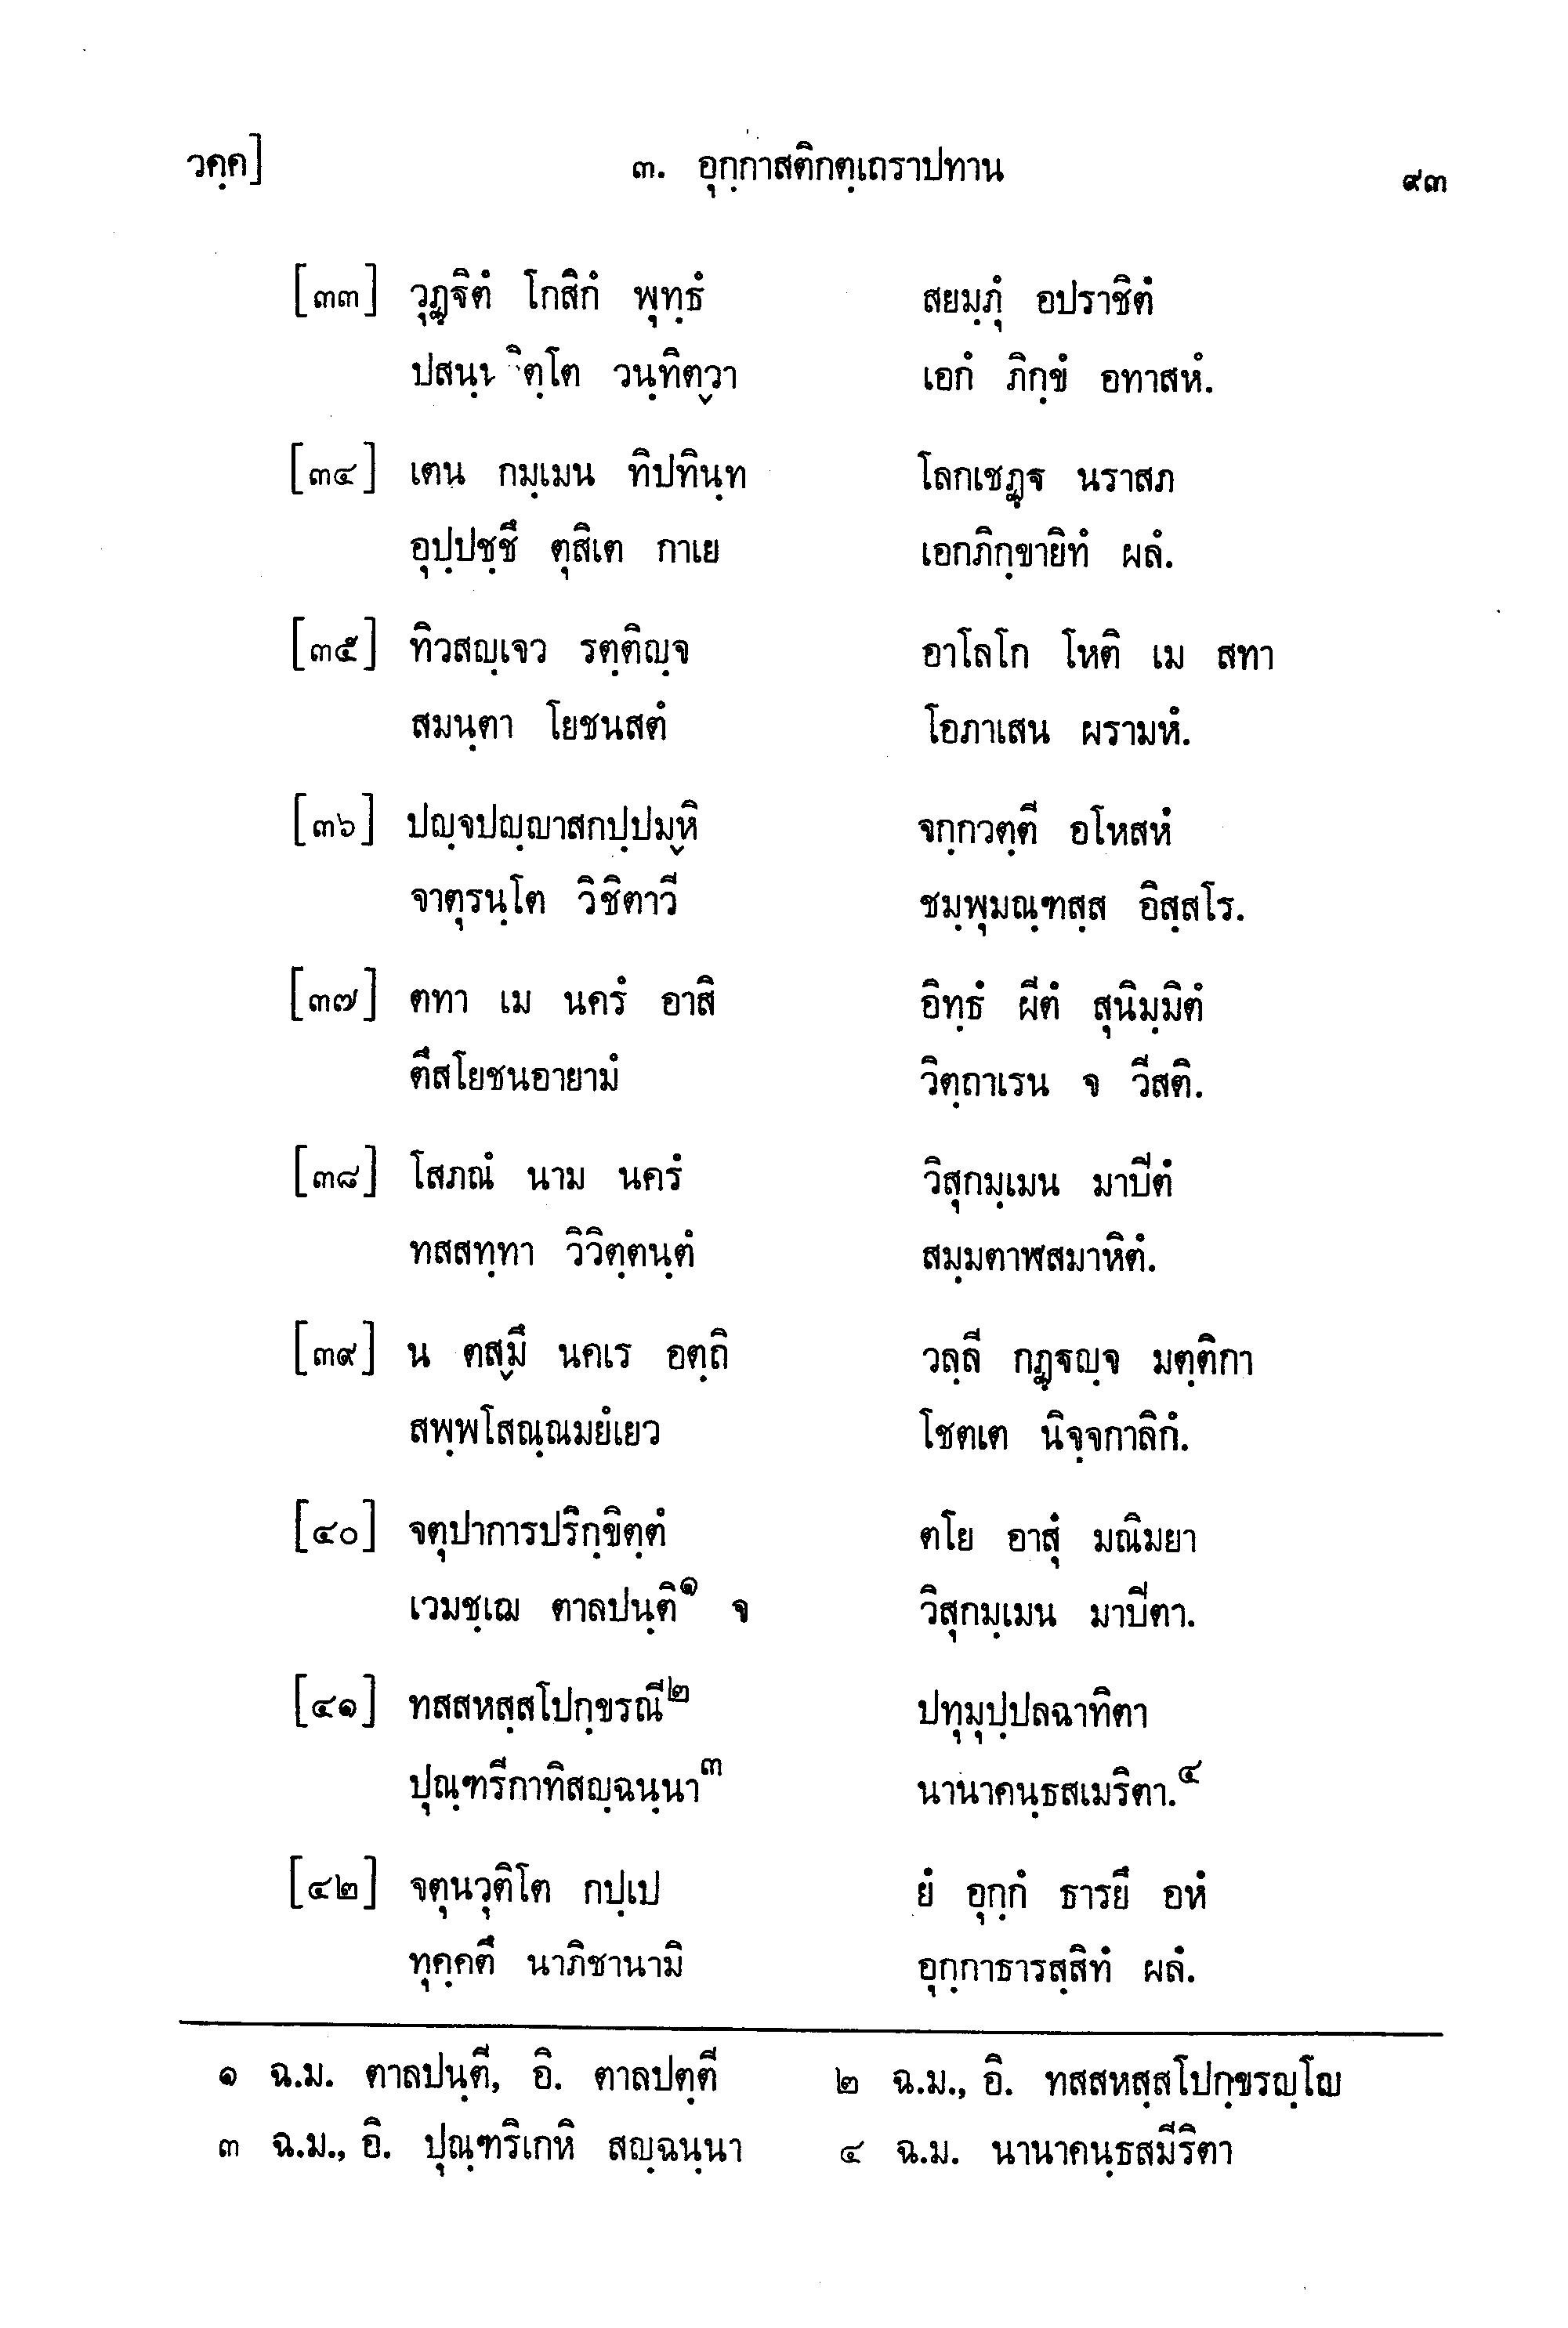 วคฺค] ๓. อุกฺกาสติกตฺเถราปทาน ๙๓
[๓๓] วุฏฺฐิตํ โกสิกํ พุทฺธํ สยมฺภุํ อปราชิตํ
วนฺทิตฺวา เอกํ ภิกฺขํ อทาสหํ.
[๓๔] เตน กมฺเมน ทิปทินฺท โลกเชฏฺฐ นราสภ
อุปฺปชฺชึ ตุสิเต กาเย เอกภิกฺขายิทํ ผลํ.
[๓๕] ทิวสญฺเจว รตฺติญฺจ อาโลโก โหติ เม สทา
สมนฺตา โยชนสตํ โอภาเสน ผรามหํ.
[๓๖] ปญฺจปญฺญาสกปฺปมฺหิ จกฺกวตฺตี อโหสหํ
จาตุรนฺโต วิชิตาวี ชมฺพุมณฺฑสฺส อิสฺสโร.
[๓๗] ตทา เม นครํ อาสิ อิทฺธํ ผีตํ สุนิมฺมิตํ
ตึสโยชนอายามํ วิตฺถาเรน จ วีสติ.
[๓๘] โสภณํ นาม นครํ วิสุกมฺเมน มาปิตํ
ทสสทฺทา วิวิตฺตนฺตํ สมฺมตาฬสมาหิตํ.
[๓๙] น ตสฺมึ นคเร อตฺถิ วลฺลี กฏฺฐญฺจ มตฺติกา
สพฺพโสณฺณมยํเยว โชตเต นิจฺจกาลิกํ.
[๔๐] จตุปาการปริกฺขิตฺตํ ตโย อาสุํ มณิมยา
เวมชฺเฌ ตาลปนฺติ๑ จ วิสุกมฺเมน มาปิตา.
[๔๑] ทสสหสฺสโปกฺขรณี๒ ปทุมุปฺปลฉาทิตา
ปุณฺฑรีกาทิสญฺฉนฺนา๓ นานาคนฺธสเมริตา.๔
[๔๒] จตุนวุติโต กปฺเป ยํ อุกฺกํ ธารยึ อหํ
ทุคฺคตึ นาภิชานามิ อุกฺกาธารสฺสิทํ ผลํ.
๑ ฉ.ม. ตาลปนฺตี, อิ. ตาลปตฺตี ๒ ฉ.ม., อิ. ทสสหสฺสโปกฺขรญฺโญ
๓ ฉ.ม., อิ. ปุณฺฑริเกหิ สญฺฉนฺนา ๔ ฉ.ม. นานาคนฺธสมีริตา